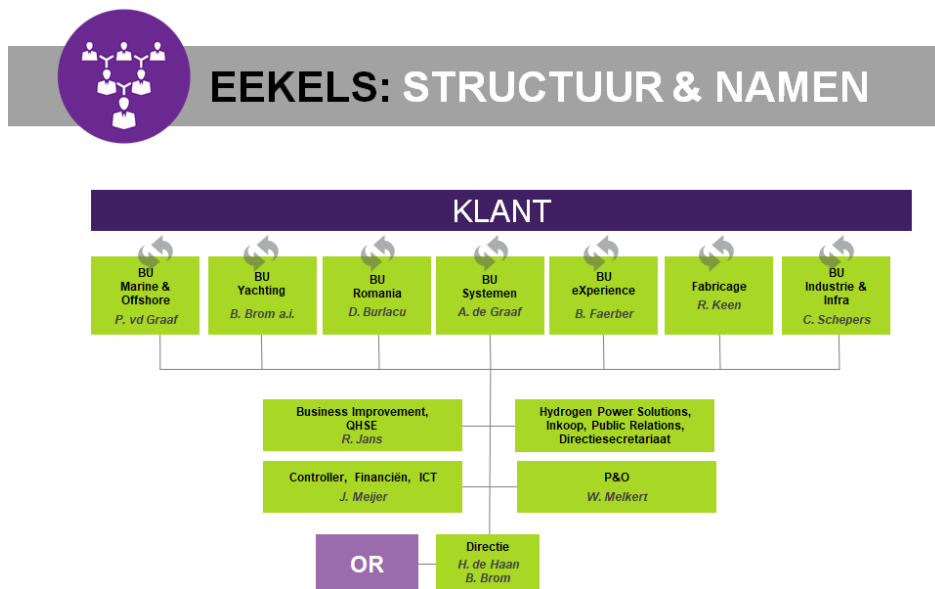 EEKELS: STRUCTUUR & NAMEN
KLANT
BU
Marine &
Offshore
P. vd Graaf
BU
Yachting
B. Brom a.i.
BU
Romania
D. Burlacu
BU
Systemen
A. de Graaf
BU
eXperience
B. Faerber
Fabricage
R. Keen
BU
Industrie &
Infra
C. Schepers
Business Improvement,
QHSE
R. Jans
Hydrogen Power Solutions,
Inkoop, Public Relations,
Directiesecretariaat
Controller, Financiën, ICT
J. Meijer
P&O
W. Melkert
OR
Directie
H. de Haan
B. Brom